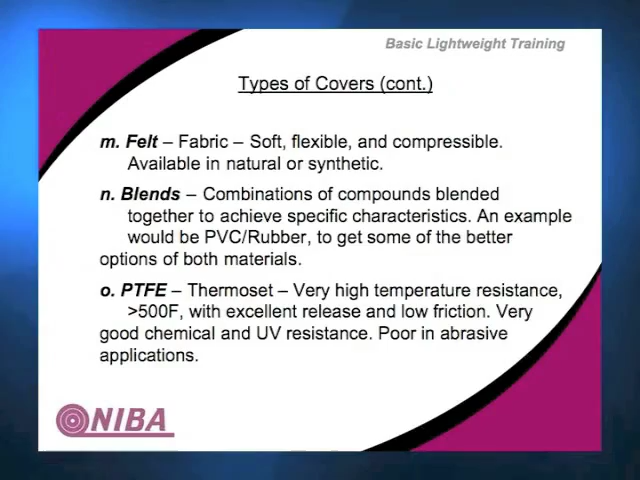 Basic Lightweight Training
Types of Covers (cont.)
m. Felt – Fabric – Soft, flexible, and compressible.
Available in natural or synthetic.
n. Blends – Combinations of compounds blended
together to achieve specific characteristics. An example
would be PVC/Rubber, to get some of the better
options of both materials.
o. PTFE – Thermoset – Very high temperature resistance,
>500F, with excellent release and low friction. Very
good chemical and UV resistance. Poor in abrasive
applications.
NIBA